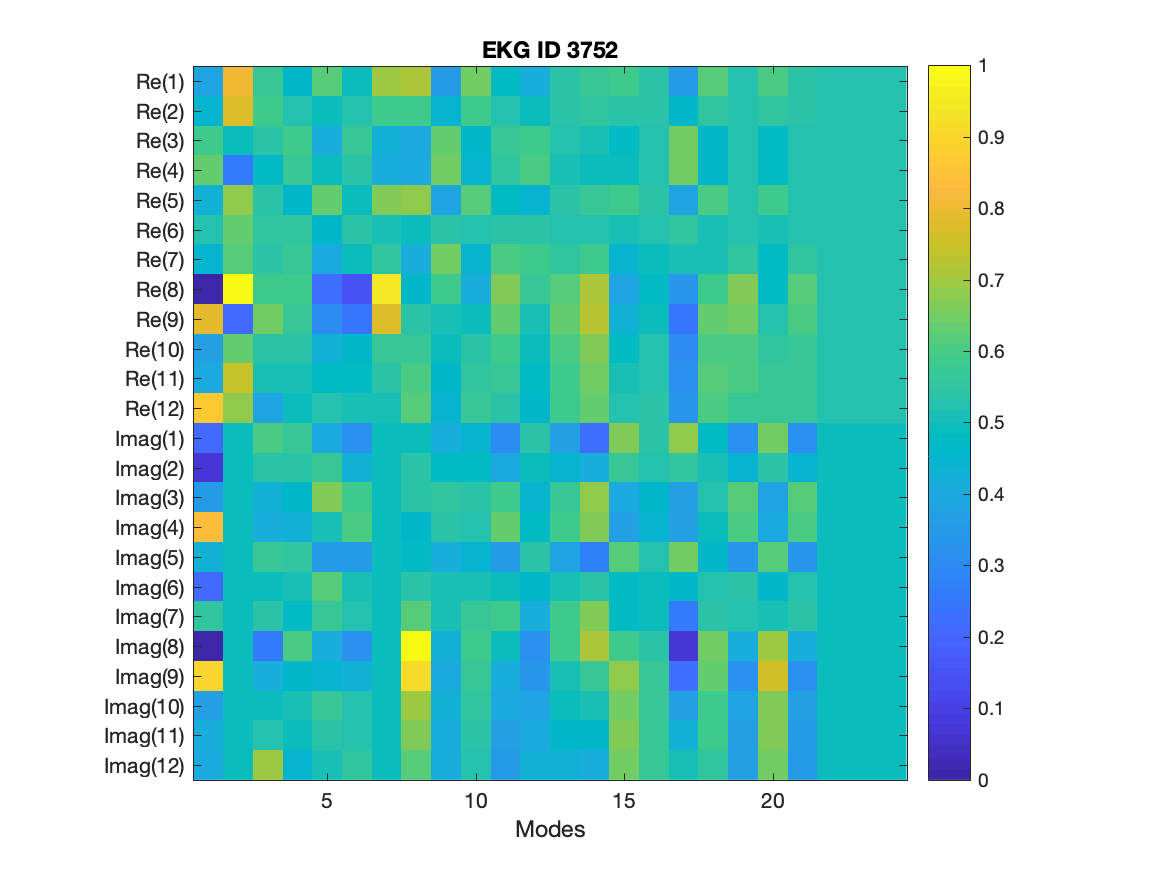 EKG ID 3752
Re(1)
Re(2)
Re(3)
Re(4)
Re(5)
Re(6)
Re(7)
Re(8)
Re(9)
Re(10)
Re(11)
Re(12)
Imag(1)
Imag(2)
Imag(3)
Imag(4)
Imag(5)
Imag(6)
Imag(7)
Imag(8)
Imag(9)
Imag(10)
Imag(11)
Imag(12)
5 10 15 20
Modes
1
0.9
0.8
0.7
0.6
0.5
0.4
0.3
0.2
0.1
0